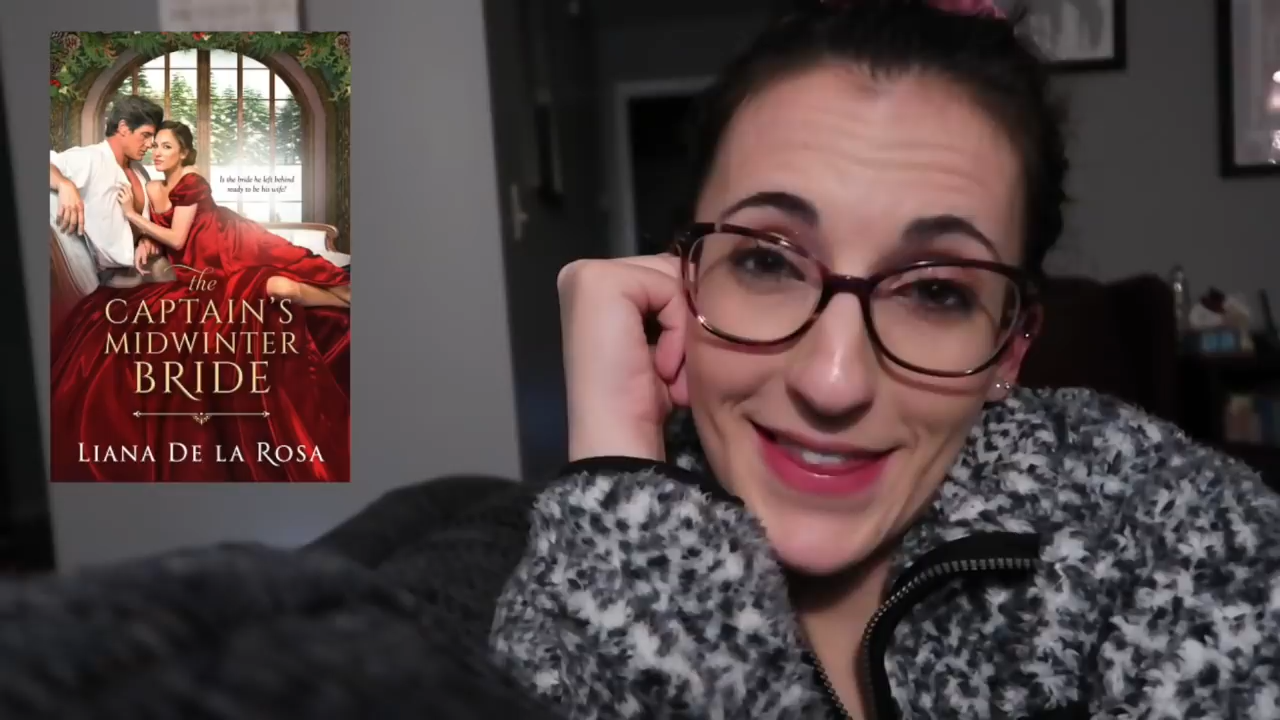 Is the bride he left behind
ready to be his wife?
the
CAPTAIN'S
MIDWINTER
BRIDE
LIANA DE LA ROSA